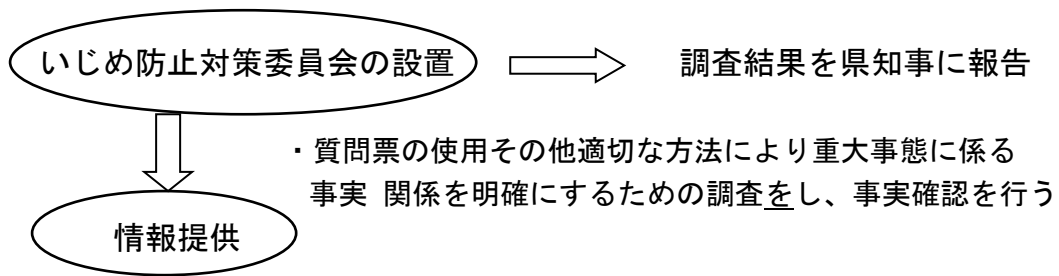 いじめ防止対策委員会の設置
調査結果を県知事に報告
・質問票の使用その他適切な方法により重大事態に係る
事実 関係を明確にするための調査をし、事実確認を行う
情報提供